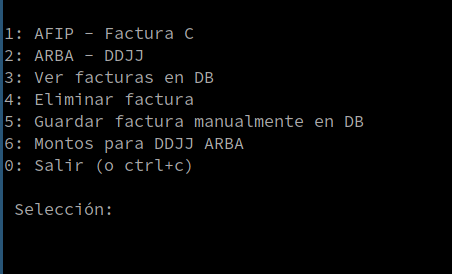 1: AFIP - Factura C
2: ARBA - DDJJ
3: Ver facturas en DB
4: Eliminar factura
5: Guardar factura manualmente en DB
6: Montos para DDJJ ARBA
0: Salir (o ctrl+c)
Selección: